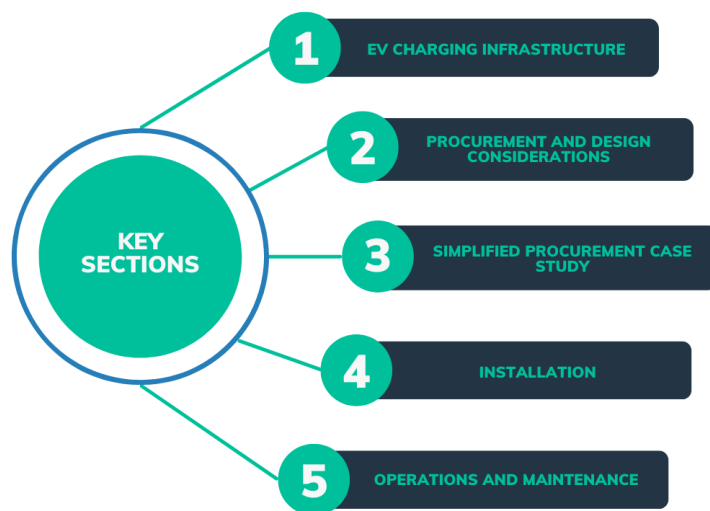 1
EV CHARGING INFRASTRUCTURE
2
PROCUREMENT AND DESIGN
CONSIDERATIONS
KEY
SECTIONS
3
SIMPLIFIED PROCUREMENT CASE
STUDY
4
INSTALLATION
5
OPERATIONS AND MAINTENANCE